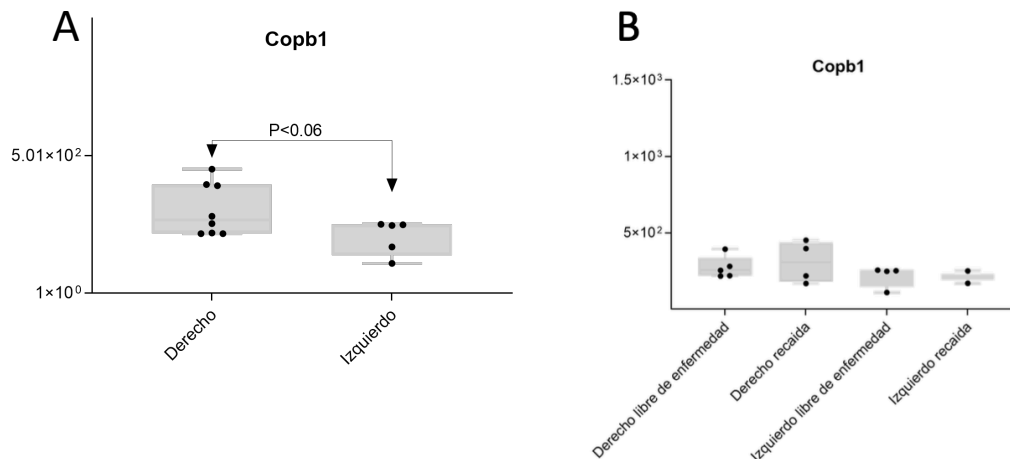 A
Copb1
P<0.06
5.01×10²
1×10⁰
Derecho
Izquierdo
B
Copb1
1.5×10³
1×10³
5×10²
Derecho libre de enfermedad
Derecho recaida
Izquierdo libre de enfermedad
Izquierdo recaida